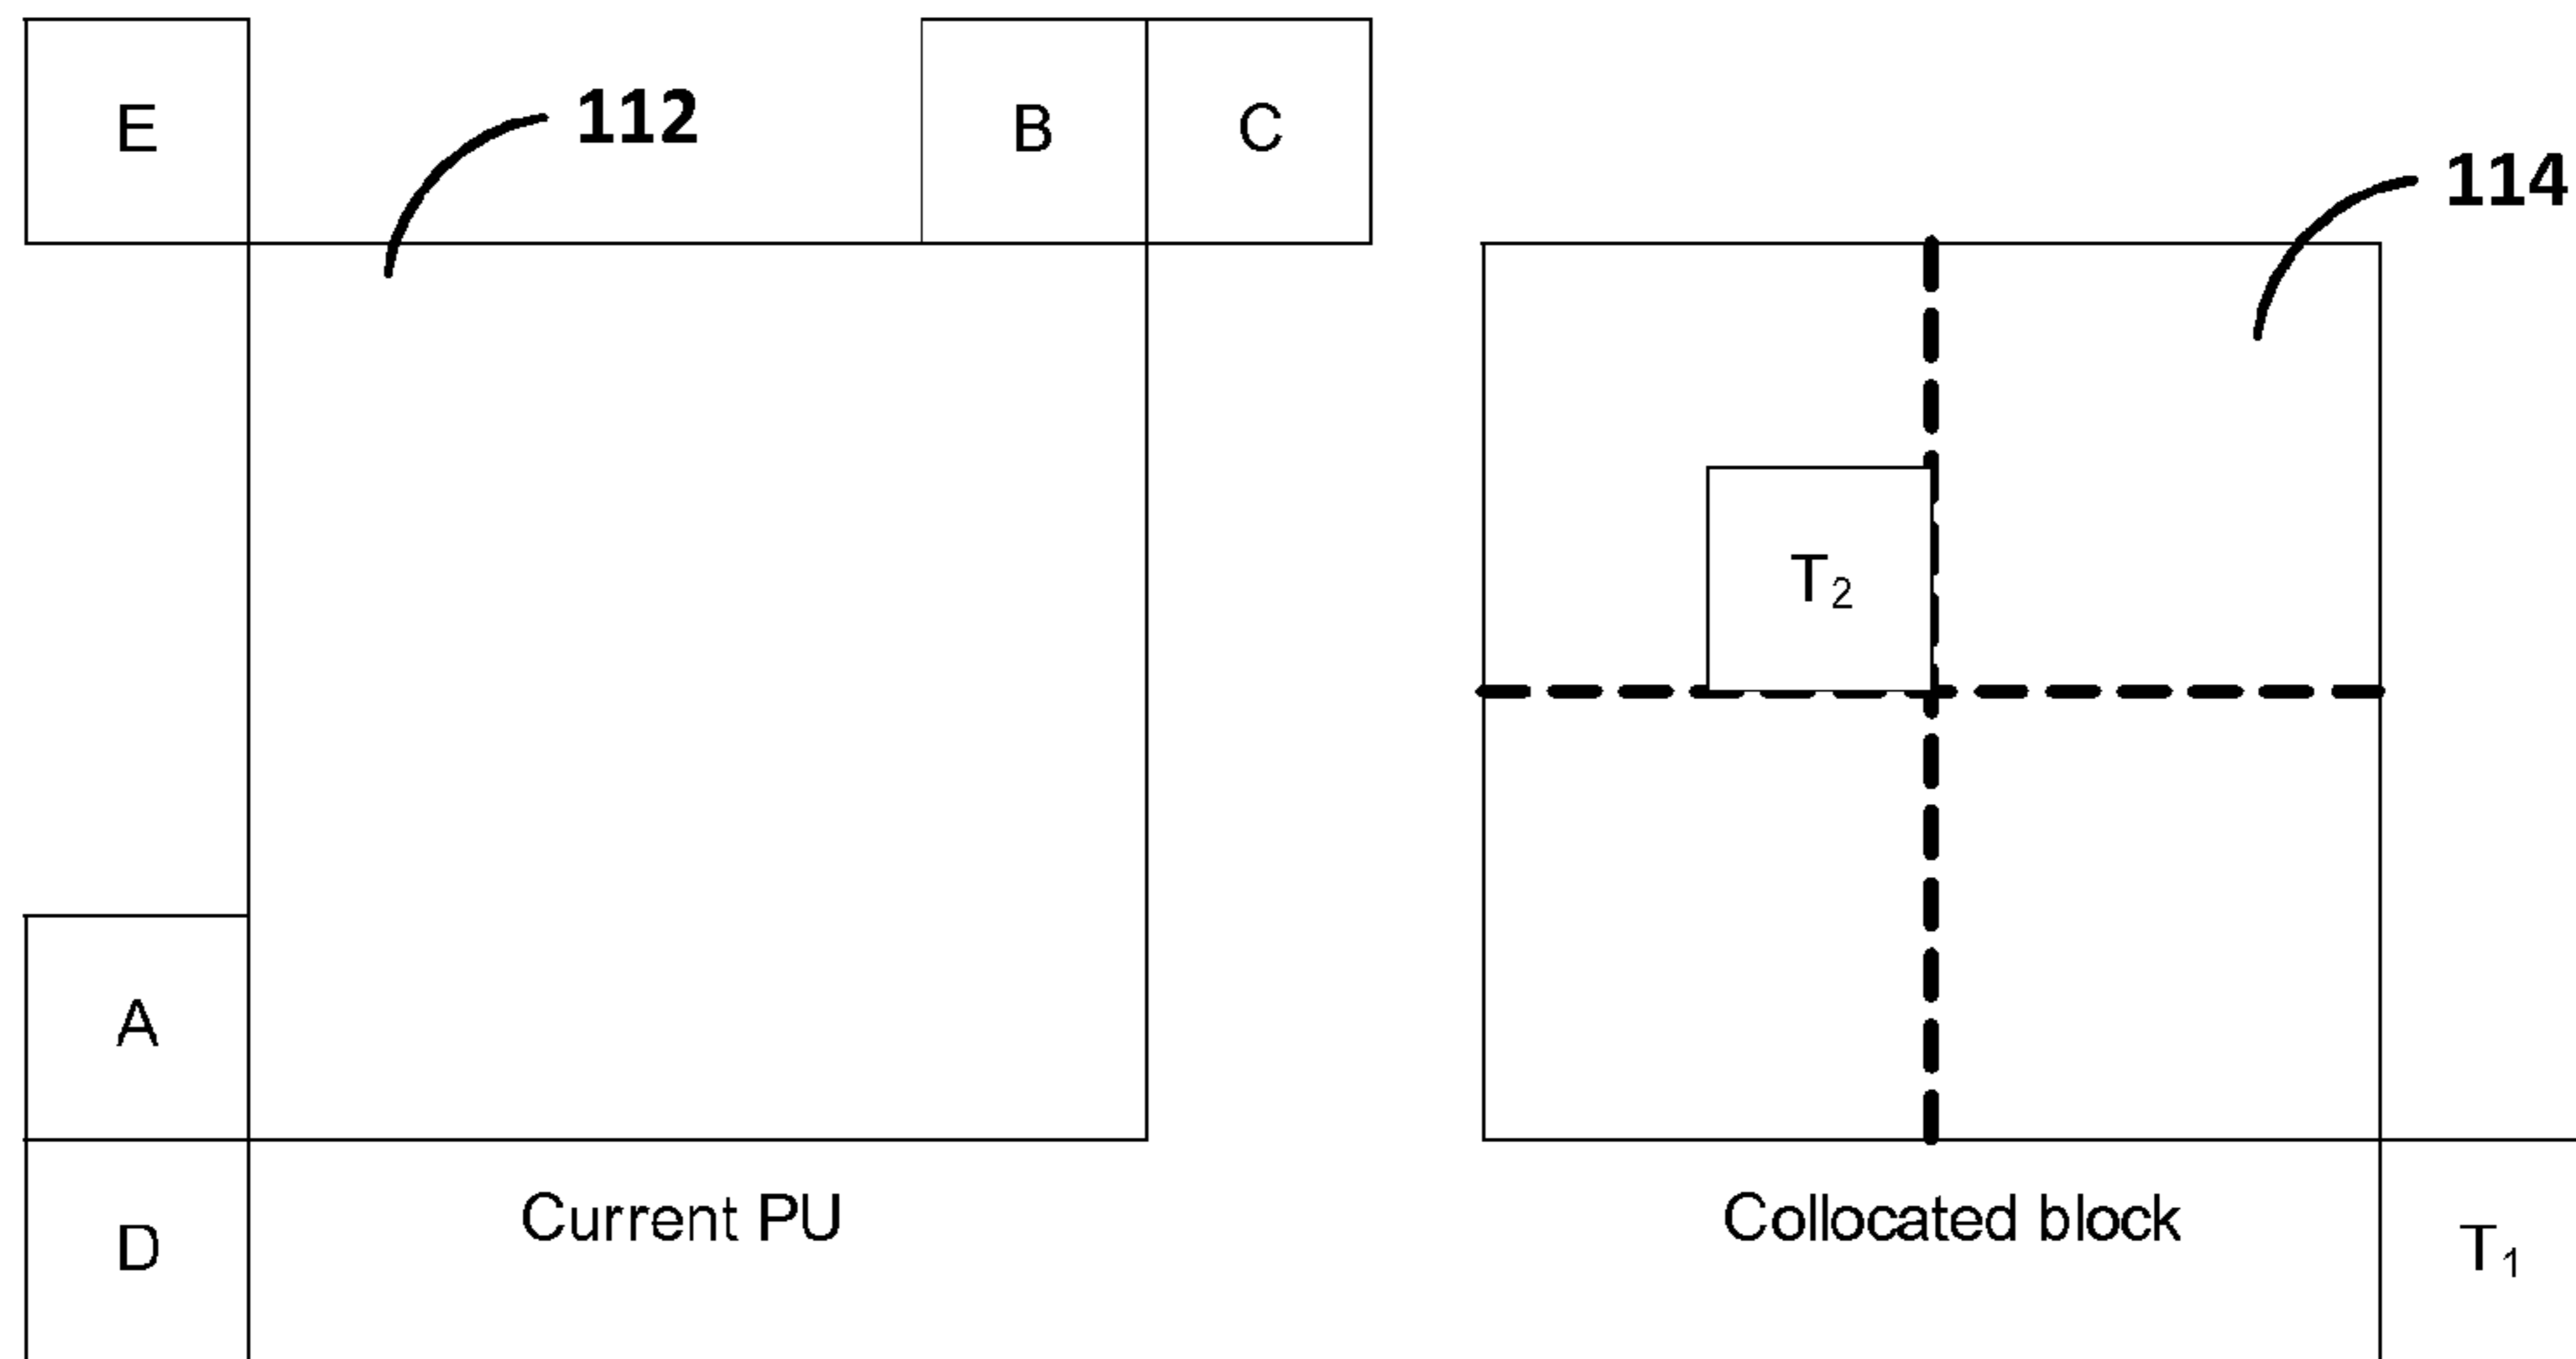 E
112
B
C
114
T₂
A
D
Current PU
Collocated block
T₁